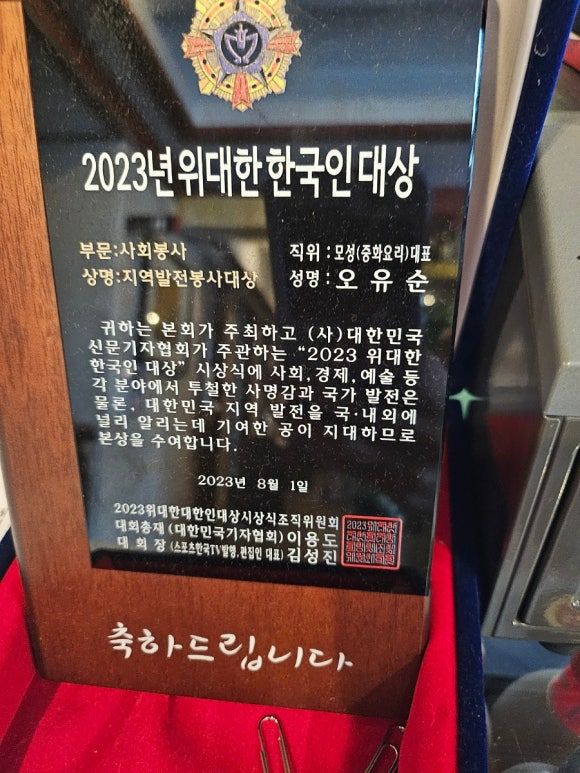 2023년 위대한 한국인 대상
부문:사회봉사 직위 : 모성(중화요리)대표
상명:지역발전봉사대상 성명 : 오 유 순
귀하는 본회가 주최하고 (사)대한민국
신문기자협회가 주관하는 "2023 위대한
한국인 대상" 시상식에 사회,경제,예술 등
각 분야에서 투철한 사명감과 국가 발전은
물론, 대한민국 지역 발전을 국·내외에
널리 알리는데 기여한 공이 지대하므로
본상을 수여합니다.
2023년 8월 1일
2023위대한대한인대상시상식조직위원회
대회총재 (대한민국기자협회) 이용도
대 회 장 (스포츠한국TV발행, 편집인 대표) 김성진
축하드립니다